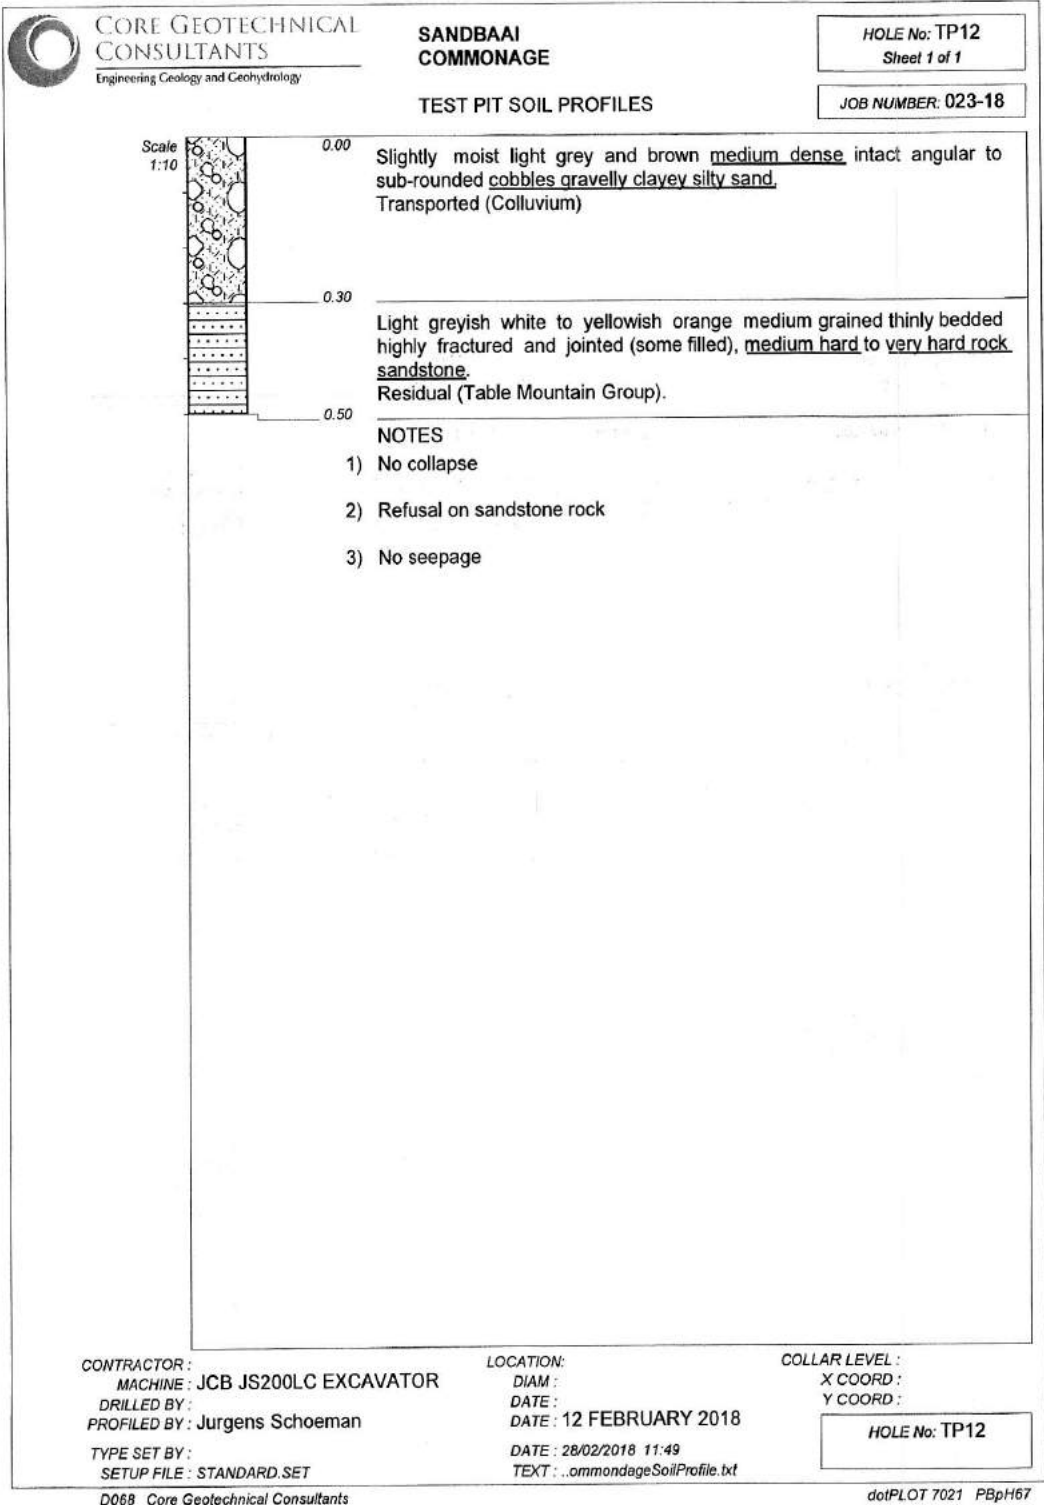 CORE GEOTECHNICAL
CONSULTANTS
Engineering Geology and Geohydrology
SANDBAAI
COMMONAGE
TEST PIT SOIL PROFILES
HOLE No: TP12
Sheet 1 of 1
JOB NUMBER: 023-18
Scale
1:10
0.00
Slightly moist light grey and brown medium dense intact angular to
sub-rounded cobbles gravelly clayey silty sand.
Transported (Colluvium)
0.30
Light greyish white to yellowish orange medium grained thinly bedded
highly fractured and jointed (some filled), medium hard to very hard rock
sandstone.
Residual (Table Mountain Group).
0.50
NOTES
1) No collapse
2) Refusal on sandstone rock
3) No seepage
CONTRACTOR :
MACHINE : JCB JS200LC EXCAVATOR
DRILLED BY :
PROFILED BY : Jurgens Schoeman
TYPE SET BY :
SETUP FILE : STANDARD.SET
LOCATION:
DIAM :
DATE :
DATE : 12 FEBRUARY 2018
DATE : 28/02/2018 11:49
TEXT : ..ommondageSoilProfile.txt
COLLAR LEVEL :
X COORD :
Y COORD :
HOLE No: TP12
D068 Core Geotechnical Consultants
dotPLOT 7021 PBpH67